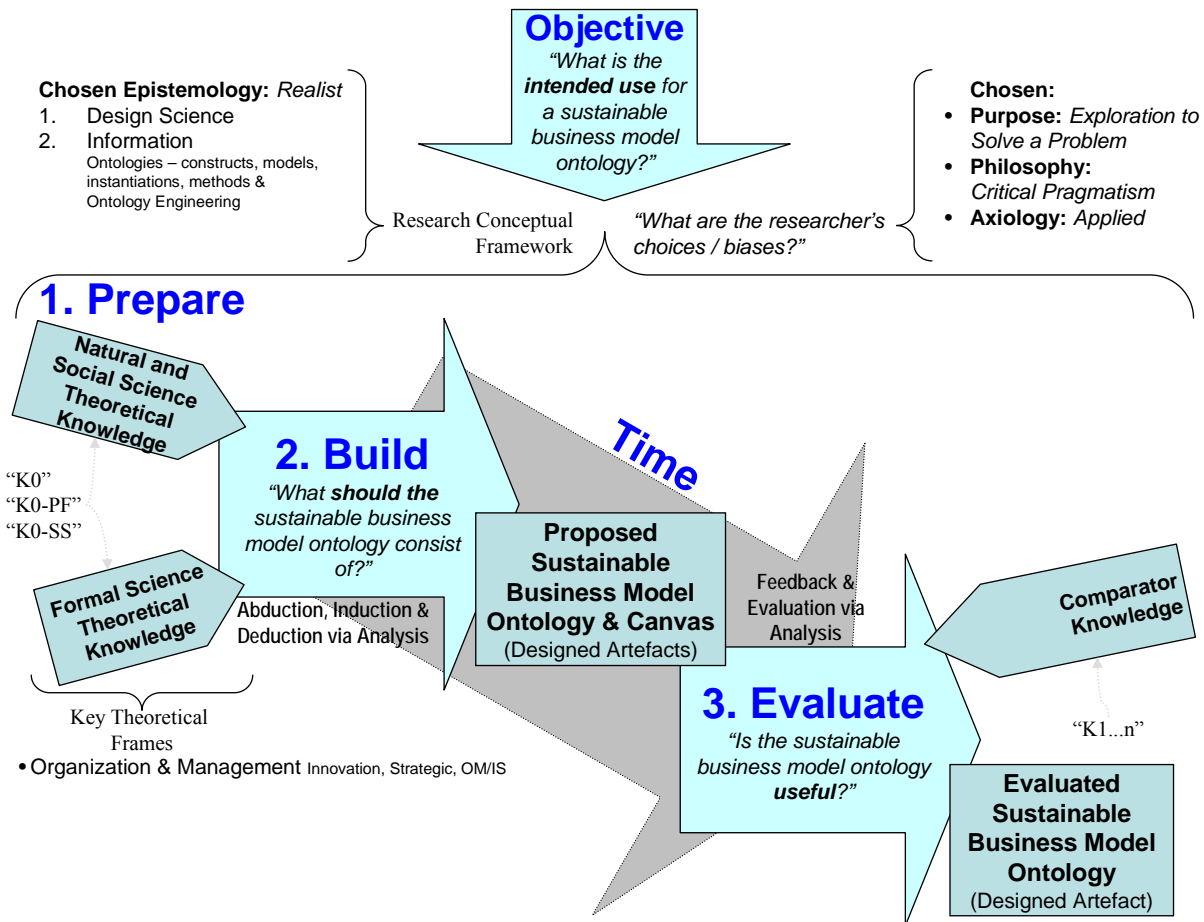 Objective
“What is the
intended use for
a sustainable
business model
ontology?”
Chosen Epistemology: Realist
1. Design Science
2. Information
Ontologies – constructs, models,
instantiations, methods &
Ontology Engineering
Chosen:
• Purpose: Exploration to
Solve a Problem
• Philosophy:
Critical Pragmatism
• Axiology: Applied
Research Conceptual
Framework
“What are the researcher’s
choices / biases?”
1. Prepare
Natural and
Social Science
Theoretical
Knowledge
“K0”
“K0-PF”
“K0-SS”
Formal Science
Theoretical
Knowledge
Key Theoretical
Frames
• Organization & Management Innovation, Strategic, OM/IS
2. Build
“What should the
sustainable business
model ontology consist
of?”
Abduction, Induction &
Deduction via Analysis
Time
Proposed
Sustainable
Business Model
Ontology & Canvas
(Designed Artefacts)
Feedback &
Evaluation via
Analysis
Comparator
Knowledge
“K1...n”
3. Evaluate
“Is the sustainable
business model ontology
useful?”
Evaluated
Sustainable
Business Model
Ontology
(Designed Artefact)